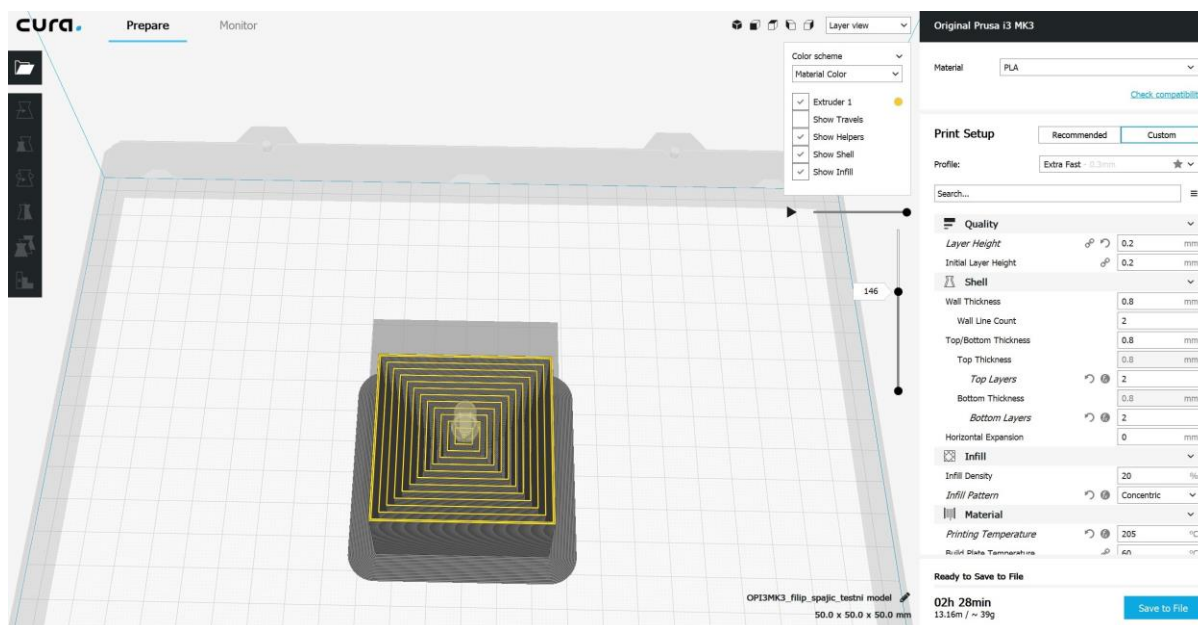 cura.
Prepare
Monitor
Layer view
Color scheme
Material Color
Extruder 1
Show Travels
Show Helpers
Show Shell
Show Infill
146
OPI3MK3_filip_spajic_testni model
50.0 x 50.0 x 50.0 mm
Original Prusa i3 MK3
Material PLA
Check compatibilit
Print Setup Recommended Custom
Profile: Extra Fast - 0.3mm
Search...
Quality
Layer Height 0.2 mm
Initial Layer Height 0.2 mm
Shell
Wall Thickness 0.8 mm
Wall Line Count 2
Top/Bottom Thickness 0.8 mm
Top Thickness 0.8 mm
Top Layers 2
Bottom Thickness 0.8 mm
Bottom Layers 2
Horizontal Expansion 0 mm
Infill
Infill Density 20 %
Infill Pattern Concentric
Material
Printing Temperature 205 °C
Build Plate Temperature 60 °C
Ready to Save to File
02h 28min
13.16m / ~ 39g
Save to File